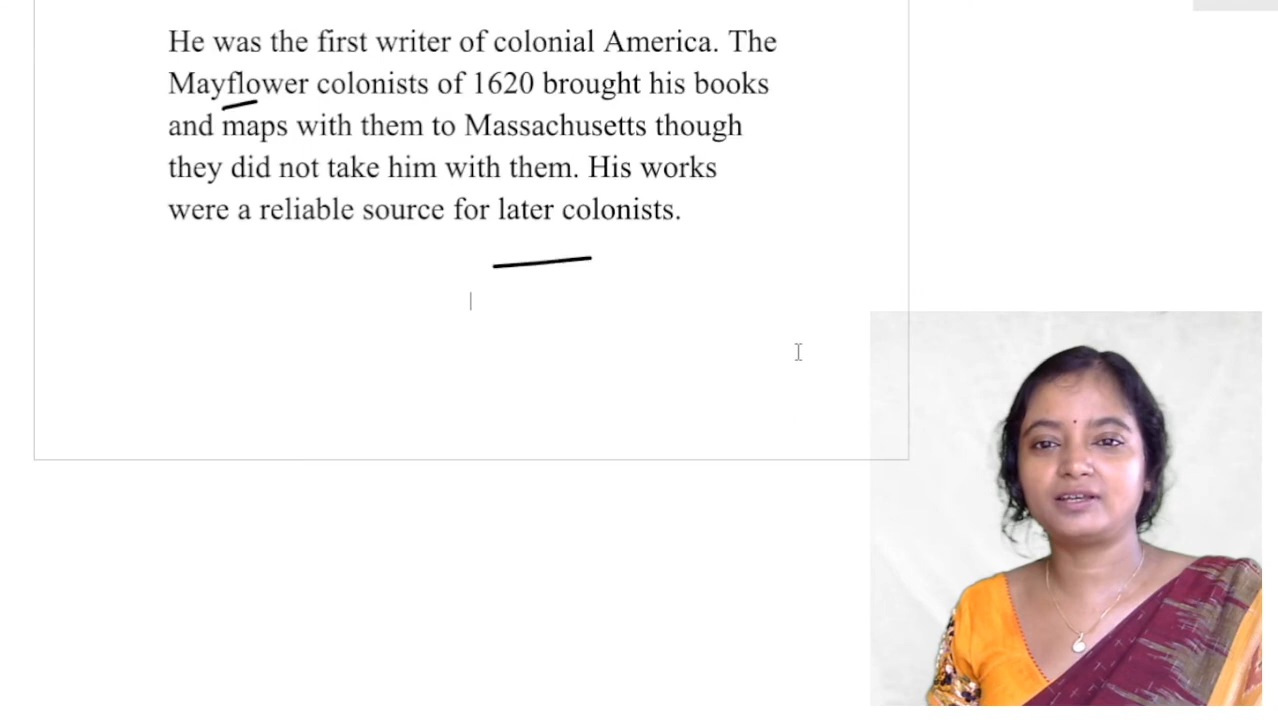 He was the first writer of colonial America. The
Mayflower colonists of 1620 brought his books
and maps with them to Massachusetts though
they did not take him with them. His works
were a reliable source for later colonists.